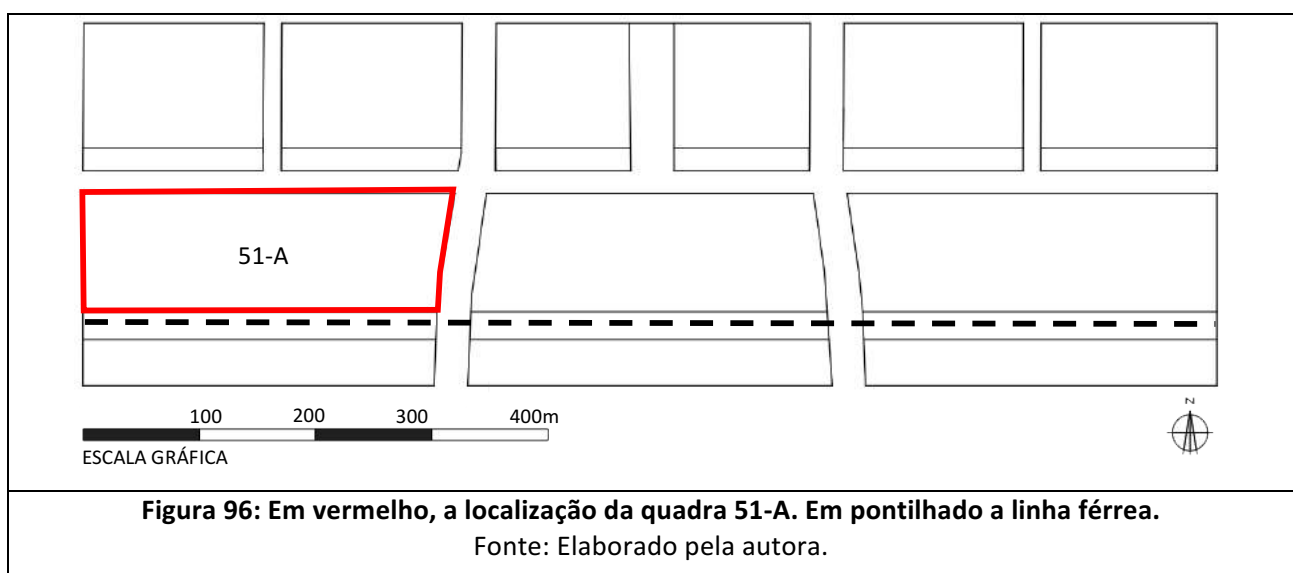 51-A
100 200 300 400m
ESCALA GRÁFICA
N
Figura 96: Em vermelho, a localização da quadra 51-A. Em pontilhado a linha férrea.
Fonte: Elaborado pela autora.